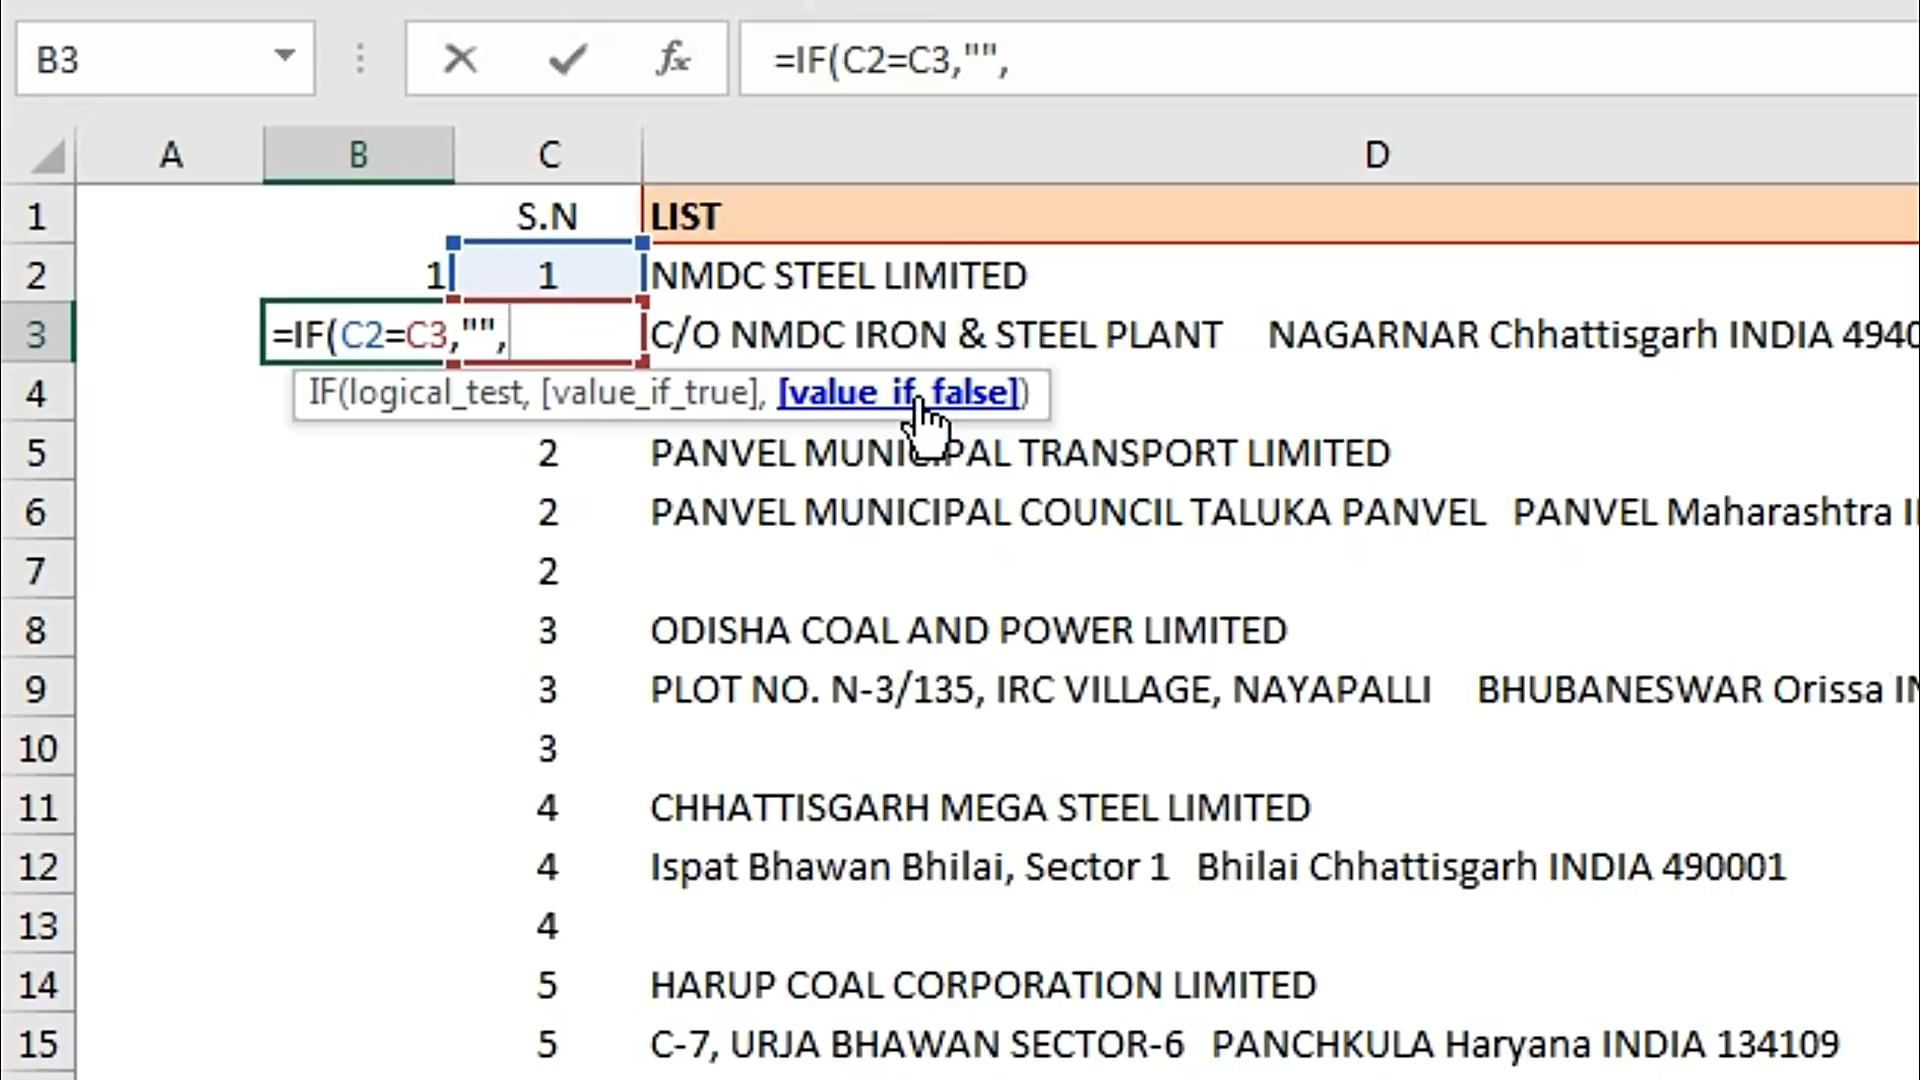 B3 fx =IF(C2=C3,"",
A B C D
1 S.N LIST
2 1 1 NMDC STEEL LIMITED
3 =IF(C2=C3,"", C/O NMDC IRON & STEEL PLANT NAGARNAR Chhattisgarh INDIA 4940
4 IF(logical_test, [value_if_true], [value_if_false])
5 2 PANVEL MUNICIPAL TRANSPORT LIMITED
6 2 PANVEL MUNICIPAL COUNCIL TALUKA PANVEL PANVEL Maharashtra
7 2
8 3 ODISHA COAL AND POWER LIMITED
9 3 PLOT NO. N-3/135, IRC VILLAGE, NAYAPALLI BHUBANESWAR Orissa
10 3
11 4 CHHATTISGARH MEGA STEEL LIMITED
12 4 Ispat Bhawan Bhilai, Sector 1 Bhilai Chhattisgarh INDIA 490001
13 4
14 5 HARUP COAL CORPORATION LIMITED
15 5 C-7, URJA BHAWAN SECTOR-6 PANCHKULA Haryana INDIA 134109